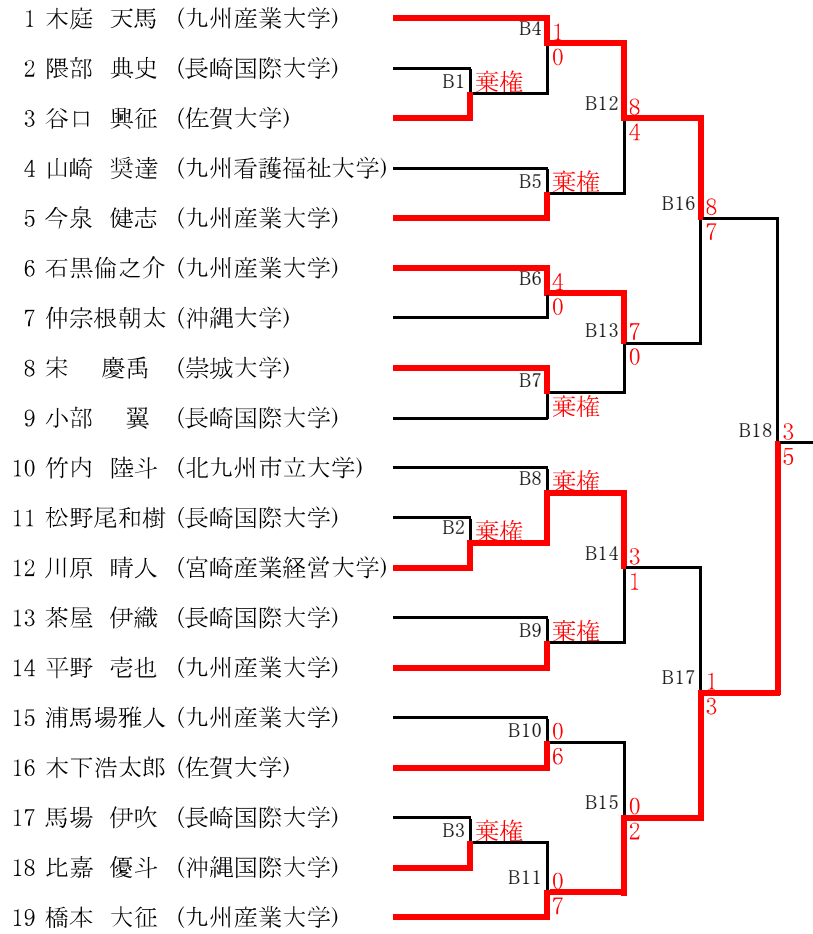 1 木庭 天馬 (九州産業大学)
B4 1
0
2 隈部 典史 (長崎国際大学)
B1 棄権
B12 8
4
3 谷口 興征 (佐賀大学)
4 山崎 奨達 (九州看護福祉大学)
B5 棄権
B16 8
7
5 今泉 健志 (九州産業大学)
6 石黒倫之介 (九州産業大学)
B6 4
0
7 仲宗根朝太 (沖縄大学)
B13 7
0
8 宋 慶禹 (崇城大学)
B7
棄権
9 小部 翼 (長崎国際大学)
B18 3
5
10 竹内 陸斗 (北九州市立大学)
B8 棄権
11 松野尾和樹 (長崎国際大学)
B2 棄権
B14 3
1
12 川原 晴人 (宮崎産業経営大学)
13 茶屋 伊織 (長崎国際大学)
B9 棄権
14 平野 壱也 (九州産業大学)
B17 1
3
15 浦馬場雅人 (九州産業大学)
B10 0
6
16 木下浩太郎 (佐賀大学)
B15 0
2
17 馬場 伊吹 (長崎国際大学)
B3 棄権
18 比嘉 優斗 (沖縄国際大学)
B11 0
7
19 橋本 大征 (九州産業大学)